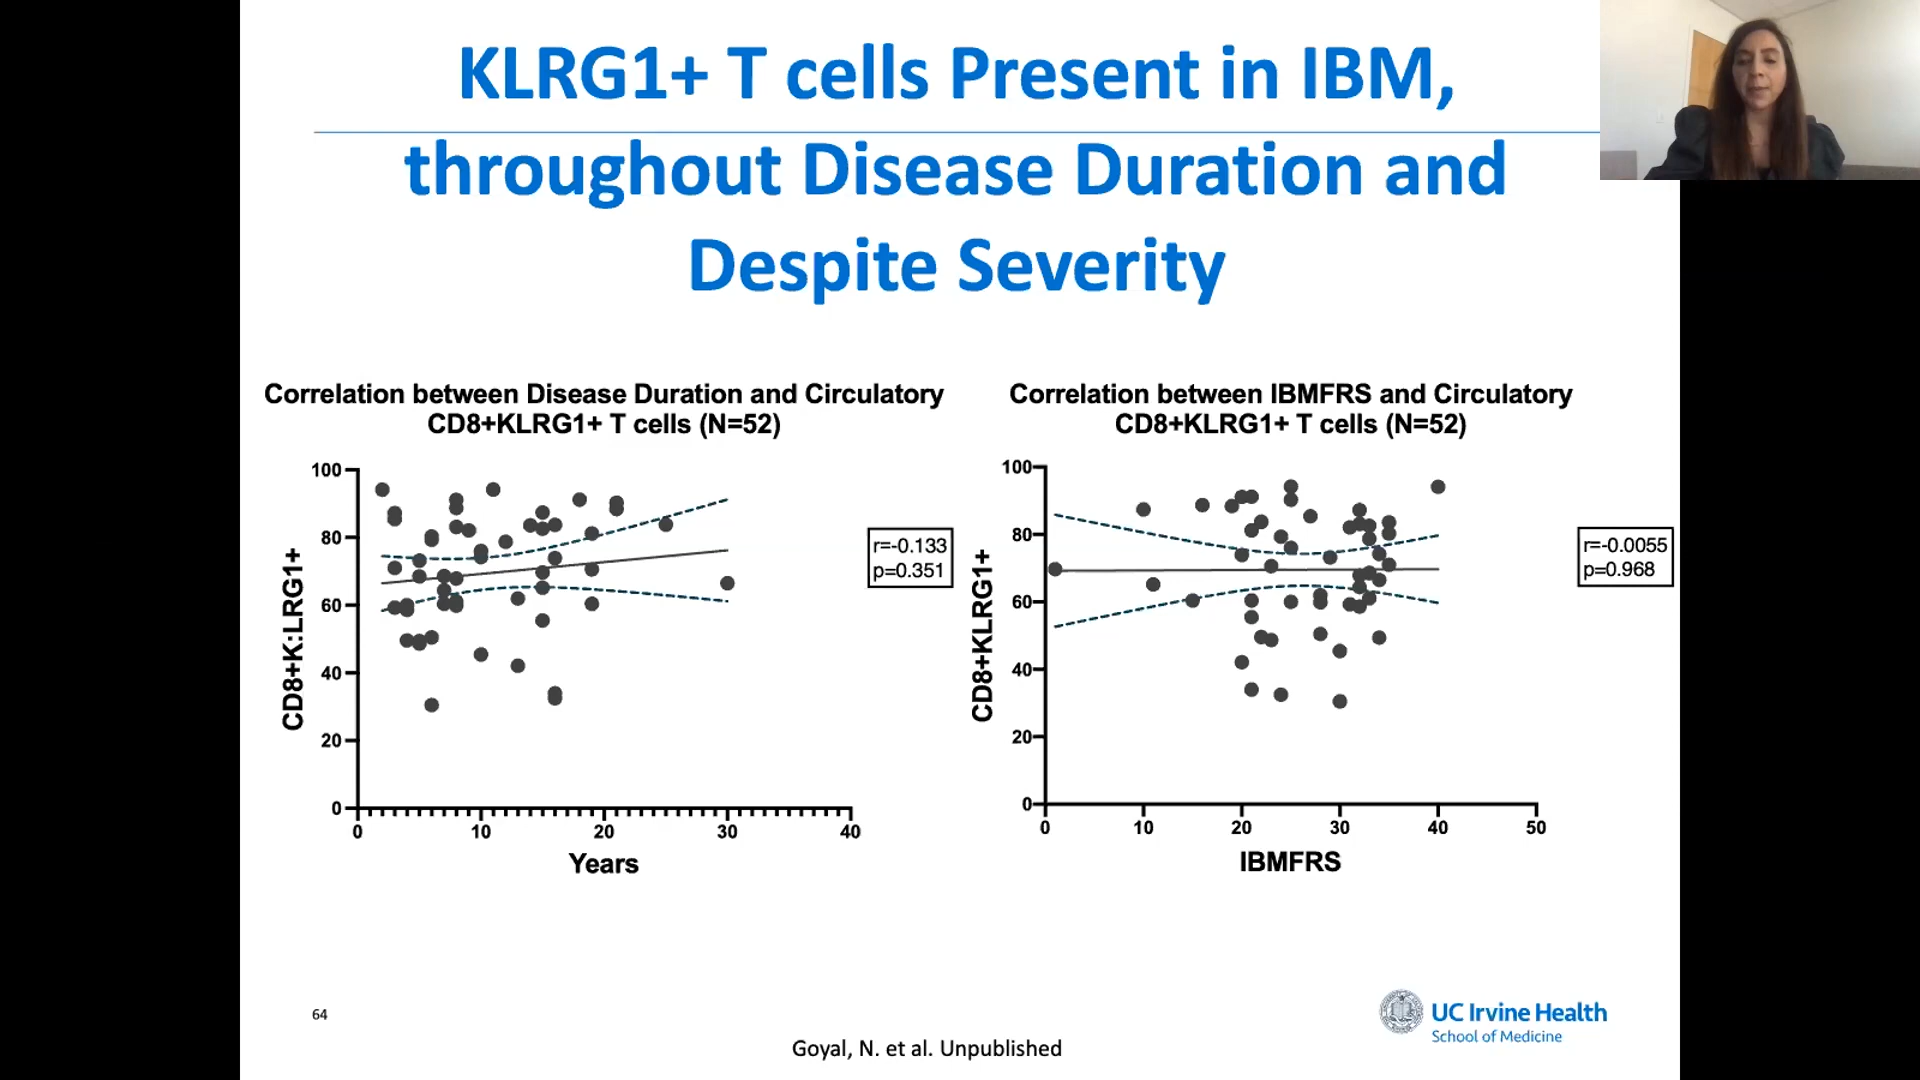 KLRG1+ T cells Present in IBM,
throughout Disease Duration and
Despite Severity
Correlation between Disease Duration and Circulatory
CD8+KLRG1+ T cells (N=52)
CD8+K:LRG1+
100
80
60
40
20
0
0 10 20 30 40
Years
r=-0.133
p=0.351
Correlation between IBMFRS and Circulatory
CD8+KLRG1+ T cells (N=52)
CD8+KLRG1+
100
80
60
40
20
0
0 10 20 30 40 50
IBMFRS
r=-0.0055
p=0.968
64
Goyal, N. et al. Unpublished
UC Irvine Health
School of Medicine